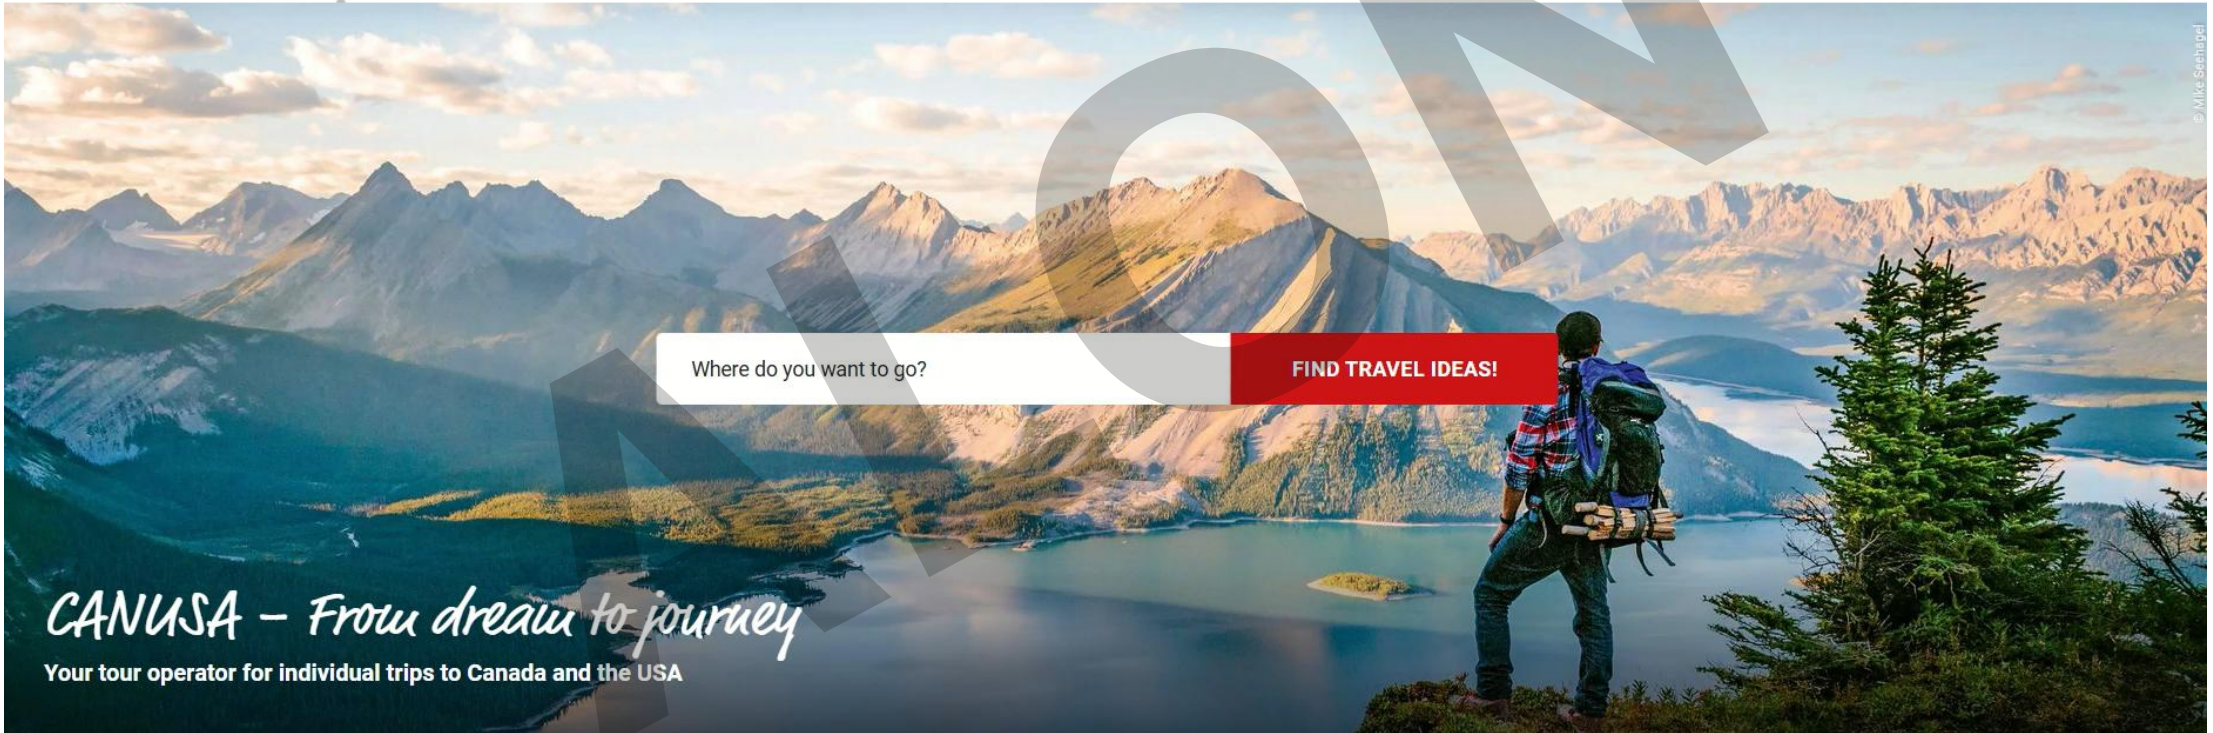 © Mike Seehagel
Where do you want to go?
FIND TRAVEL IDEAS!
CANUSA – From dream to journey
Your tour operator for individual trips to Canada and the USA